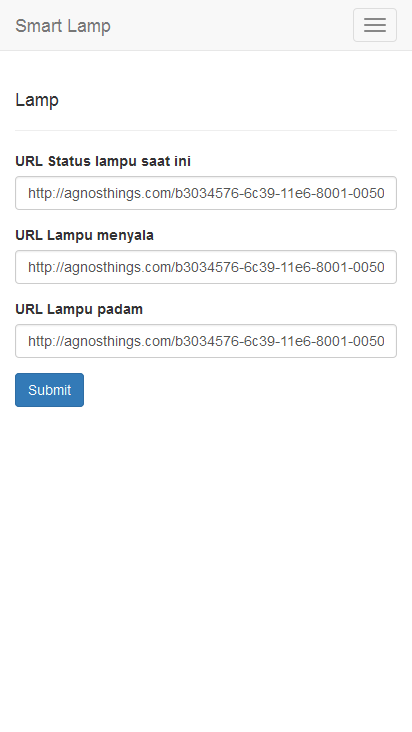 Smart Lamp
Lamp
URL Status lampu saat ini
http://agnosthings.com/b3034576-6c39-11e6-8001-0050
URL Lampu menyala
http://agnosthings.com/b3034576-6c39-11e6-8001-0050
URL Lampu padam
http://agnosthings.com/b3034576-6c39-11e6-8001-0050
Submit